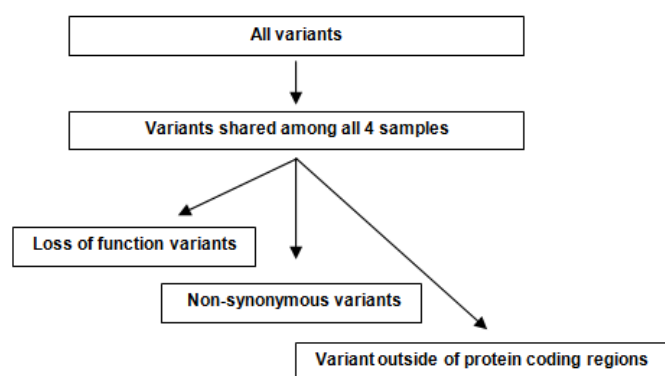 All variants
Variants shared among all 4 samples
Loss of function variants
Non-synonymous variants
Variant outside of protein coding regions